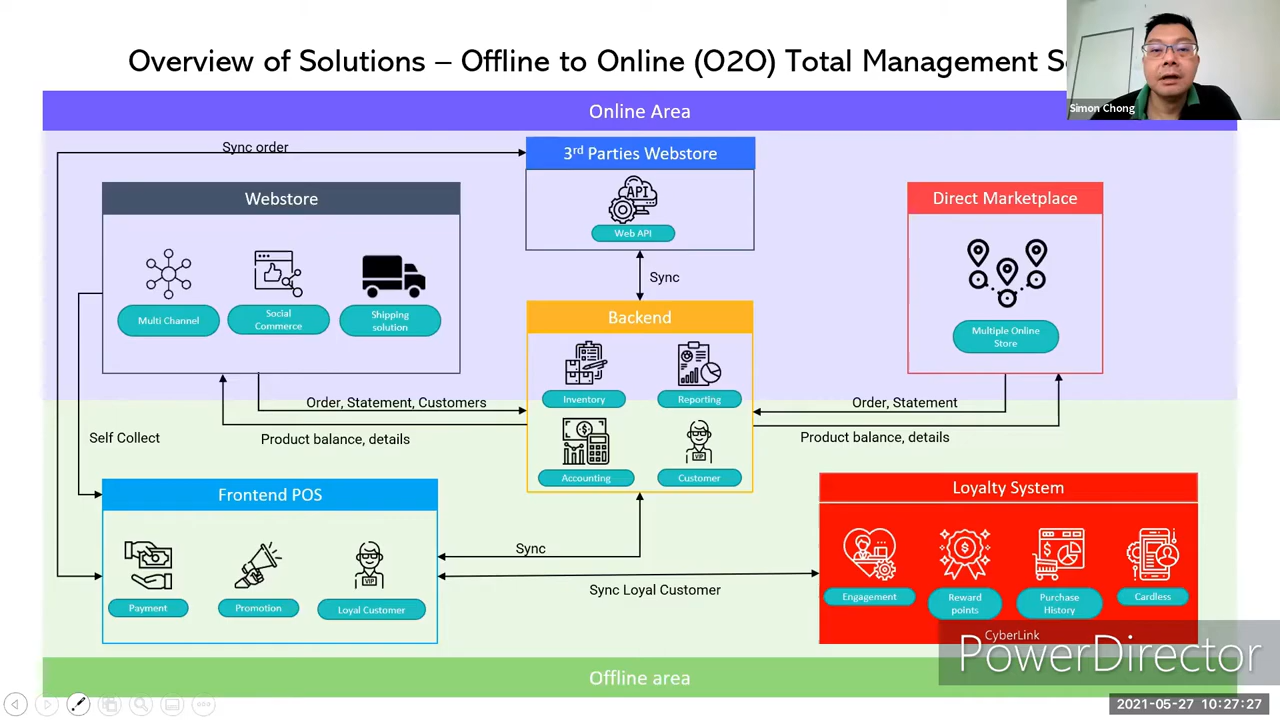 Overview of Solutions – Offline to Online (O2O) Total Management S
Simon Chong
Online Area
Sync order
3rd Parties Webstore
API
Web API
Webstore
Multi Channel
Social
Commerce
Shipping
solution
Direct Marketplace
Multiple Online
Store
Sync
Backend
Inventory
Reporting
Accounting
VIP
Customer
Order, Statement, Customers
Product balance, details
Order, Statement
Product balance, details
Self Collect
Frontend POS
Payment
Promotion
VIP
Loyal Customer
Sync
Sync Loyal Customer
Loyalty System
Engagement
Reward
points
Purchase
History
Cardless
CyberLink
PowerDirector
Offline area
2021-05-27 10:27:27